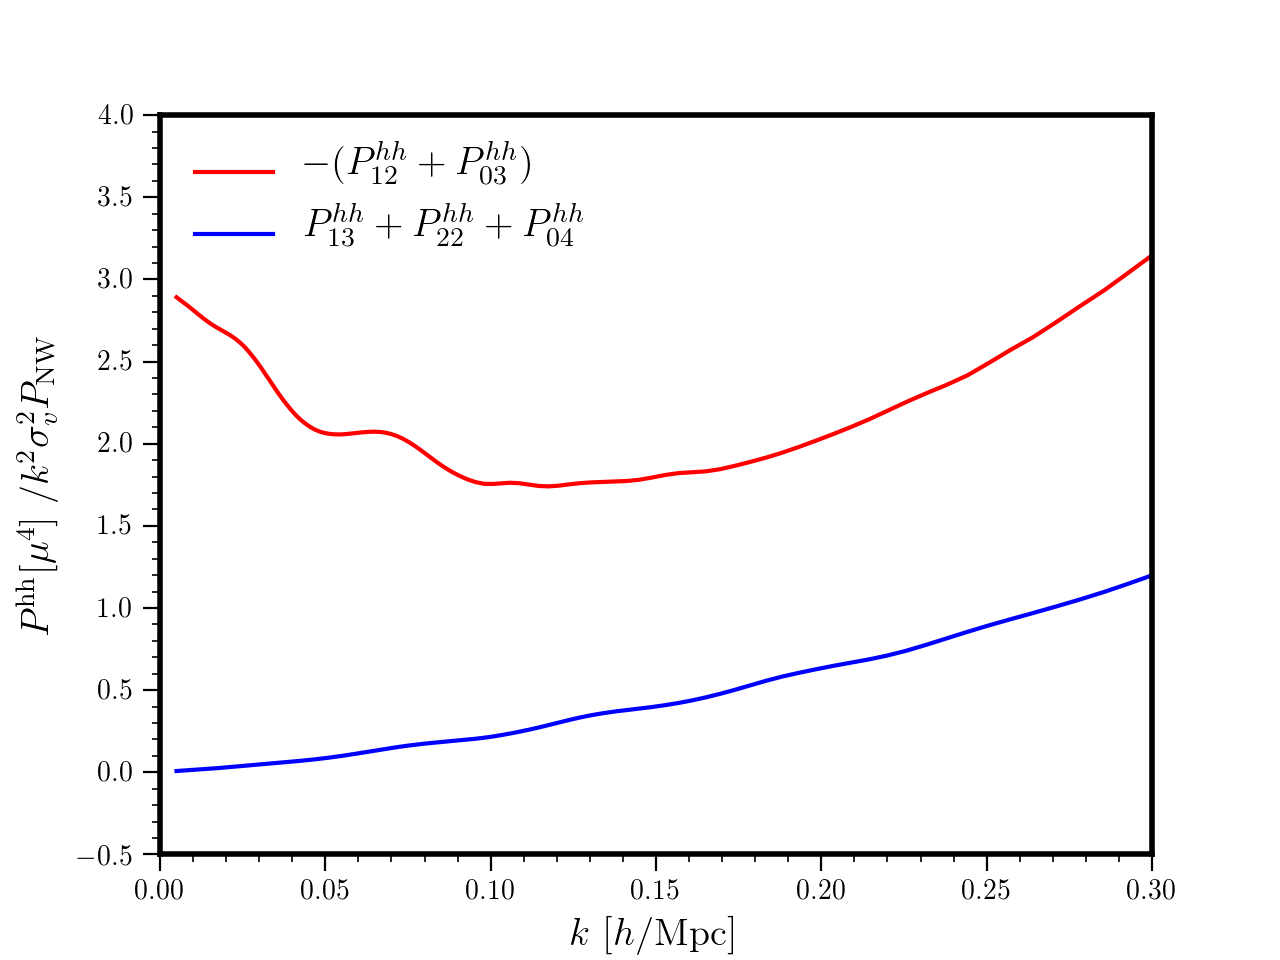 4.0
3.5
3.0
2.5
2.0
1.5
1.0
0.5
0.0
−0.5
0.00 0.05 0.10 0.15 0.20 0.25 0.30
k [h/Mpc]
P^{hh}[μ^4] /k^2σ_v^2P_{NW}
−(P_{12}^{hh} + P_{03}^{hh})
P_{13}^{hh} + P_{22}^{hh} + P_{04}^{hh}